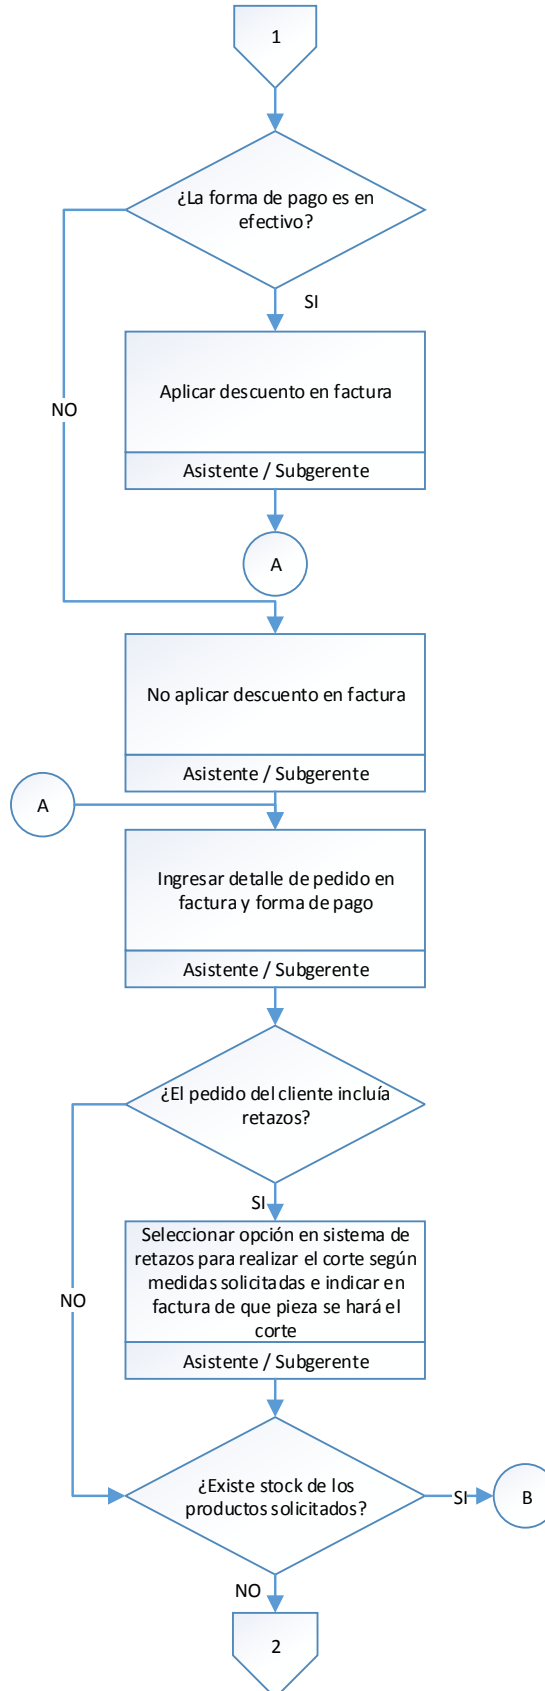 1
¿La forma de pago es en
efectivo?
SI
Aplicar descuento en factura
NO
Asistente / Subgerente
A
No aplicar descuento en factura
Asistente / Subgerente
A
Ingresar detalle de pedido en
factura y forma de pago
Asistente / Subgerente
¿El pedido del cliente incluía
retazos?
SI
Seleccionar opción en sistema de
retazos para realizar el corte según
medidas solicitadas e indicar en
factura de que pieza se hará el
corte
NO
Asistente / Subgerente
¿Existe stock de los
productos solicitados?
SI
B
NO
2